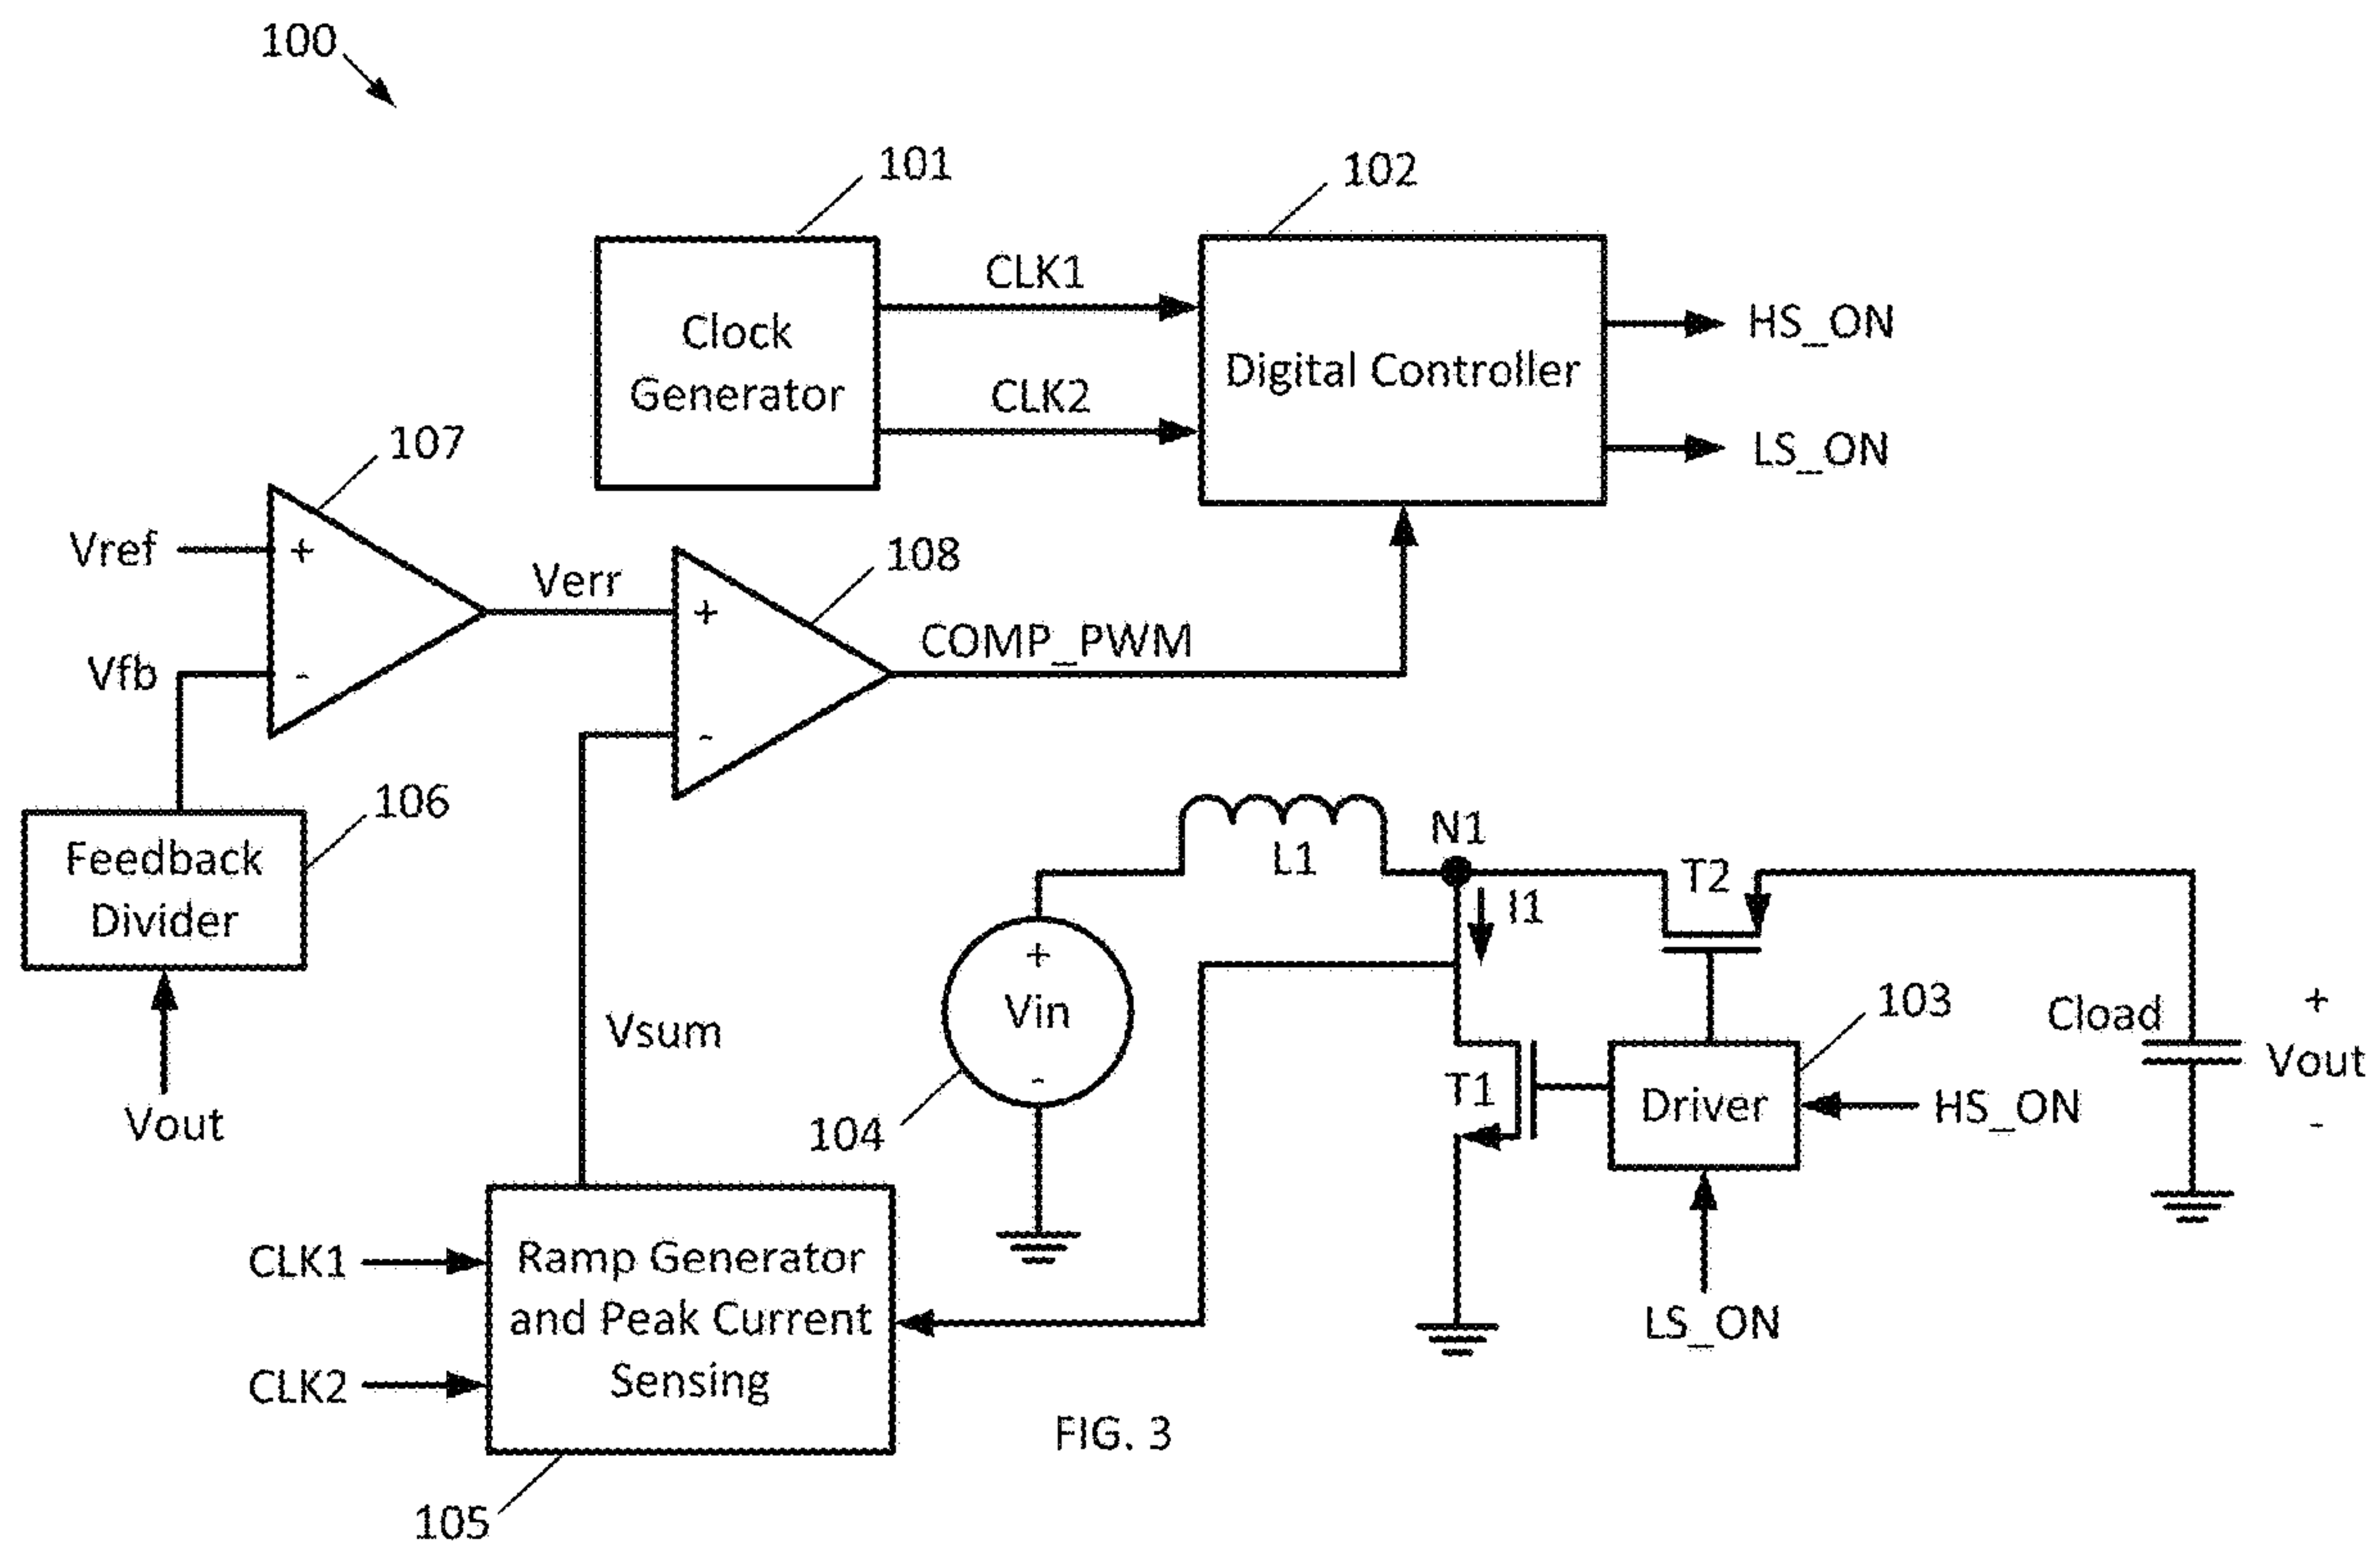 100
101
102
CLK1
HS_ON
Clock
Generator
Digital Controller
CLK2
LS_ON
107
Vref
+
108
Verr
+
COMP_PWM
Vfb
-
-
106
Feedback
Divider
N1
L1
T2
I1
+
Vin
-
103
Cload
+
Vout
-
Vsum
T1
Driver
HS_ON
104
Vout
CLK1
Ramp Generator
and Peak Current
Sensing
LS_ON
CLK2
FIG. 3
105